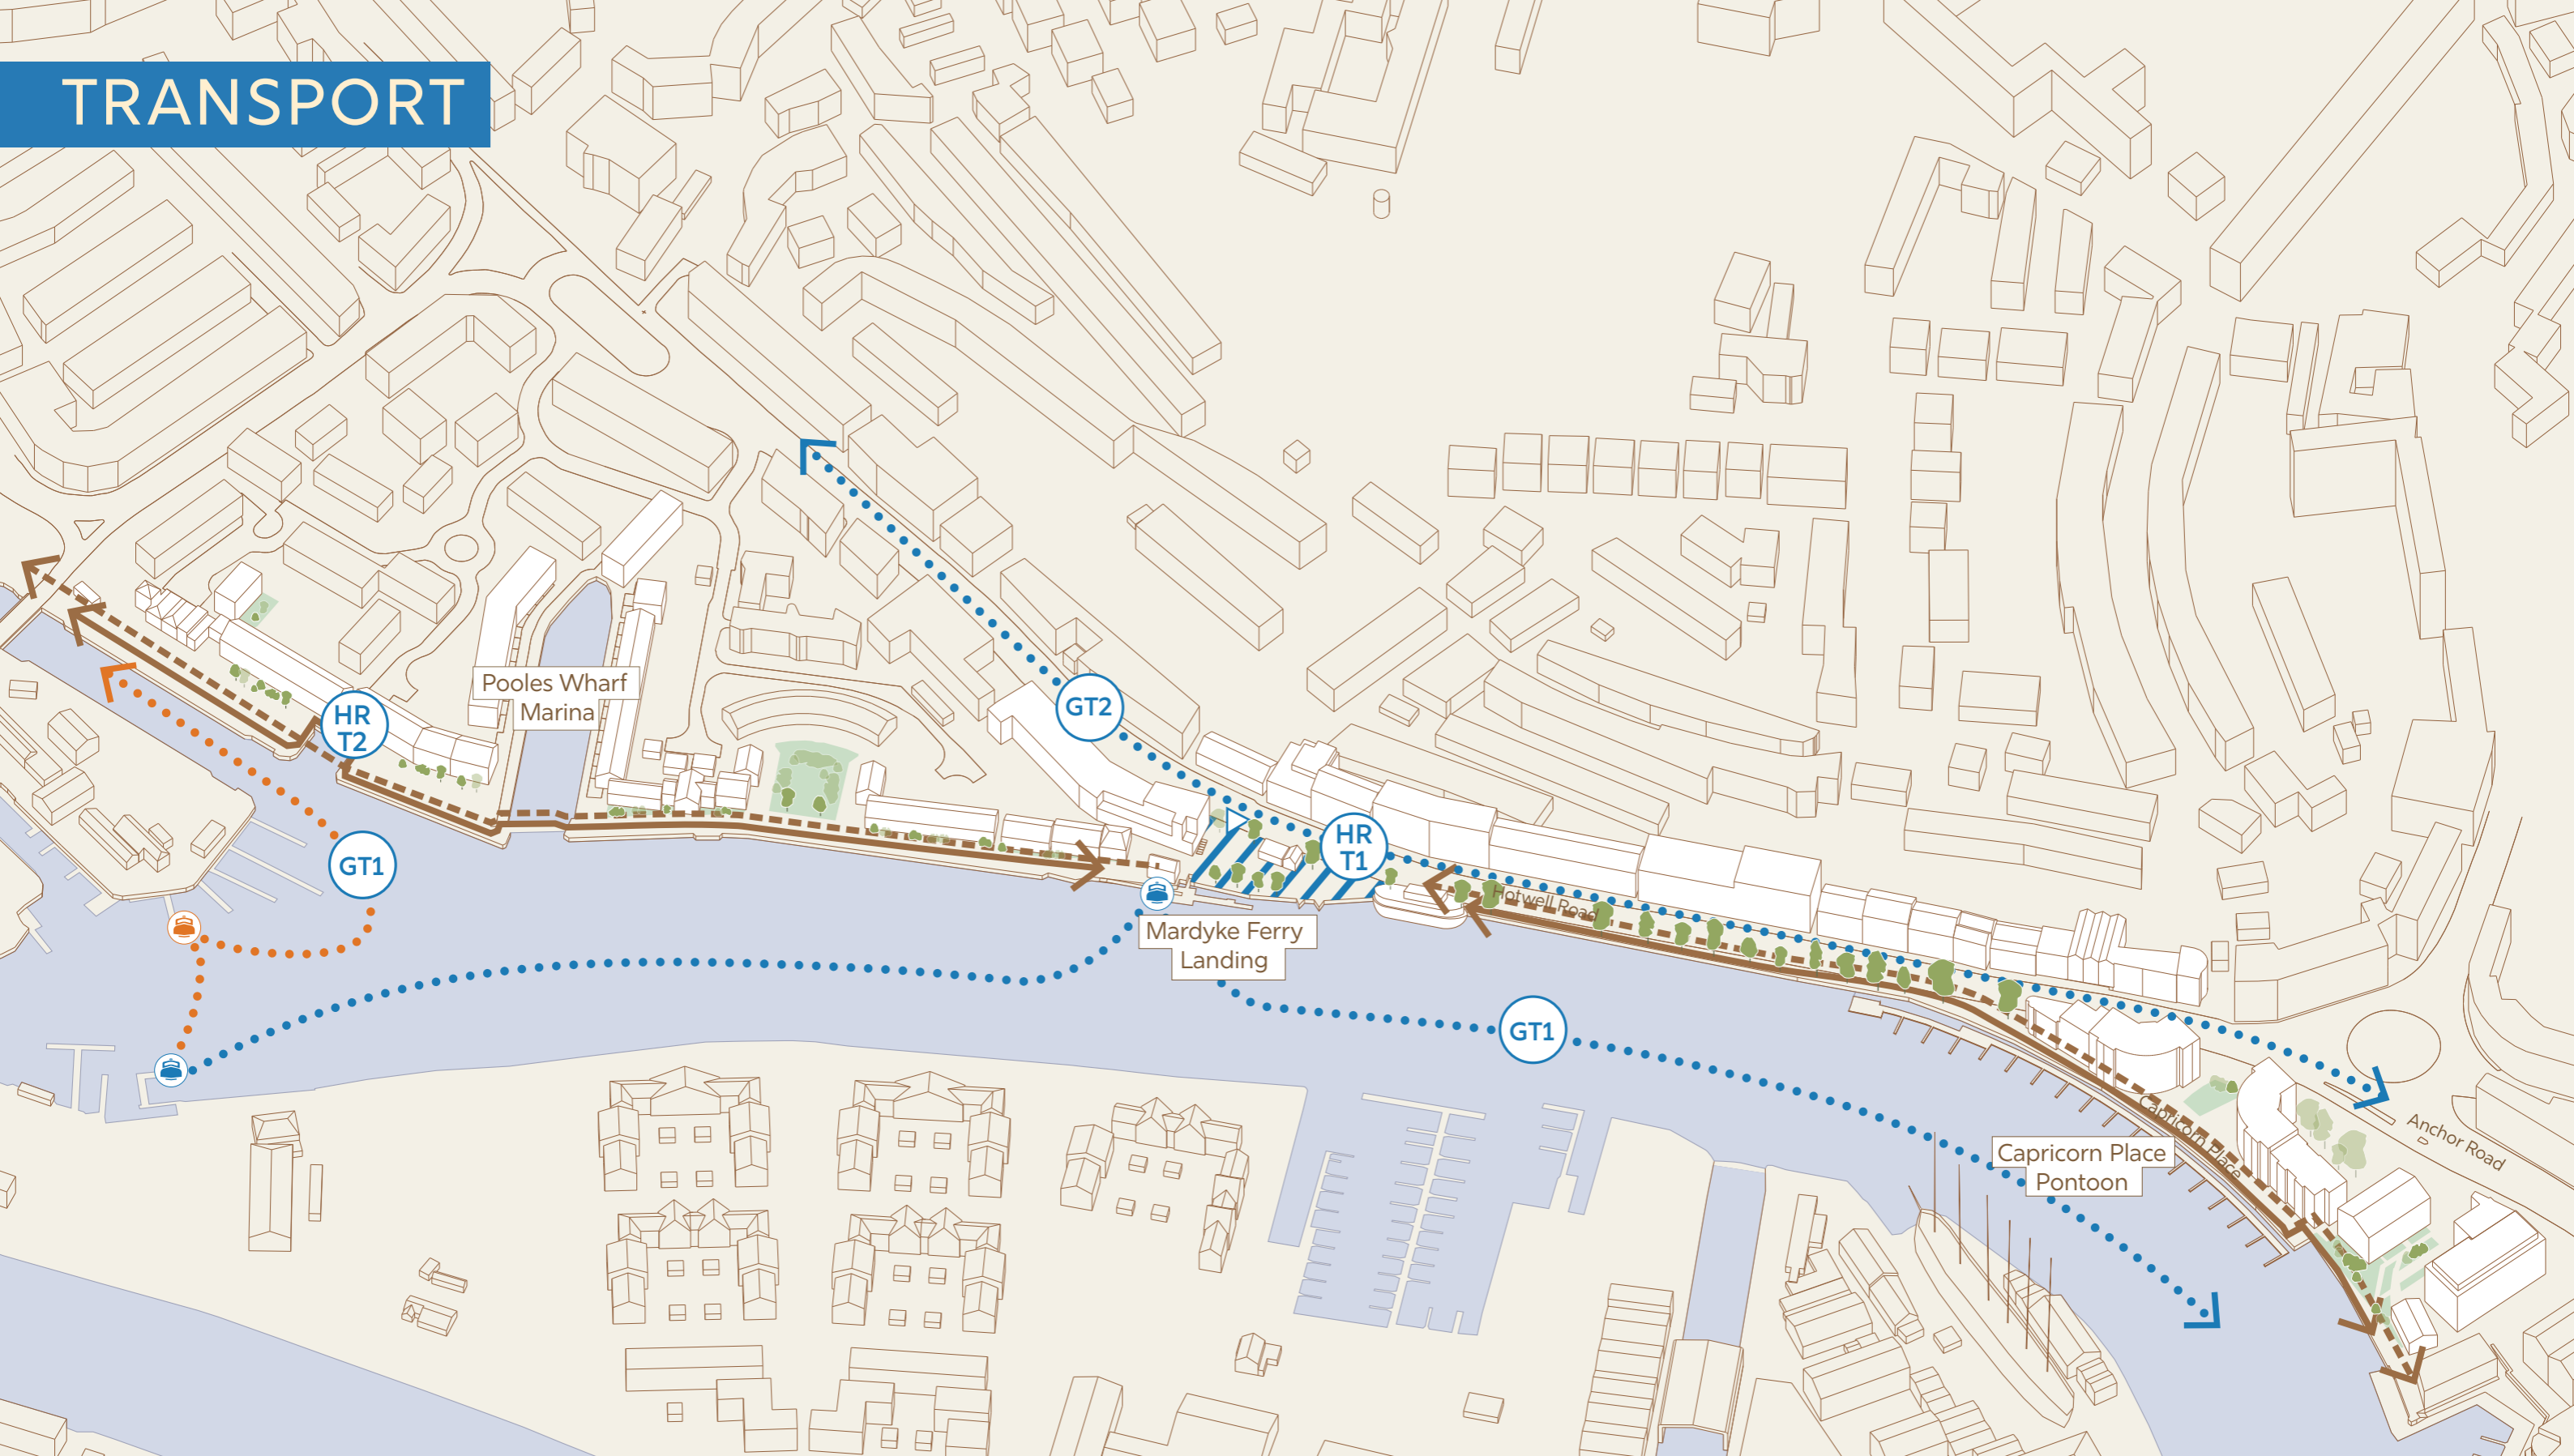 TRANSPORT
GT2
Pooles Wharf
Marina
HR
T2
HR
T1
GT1
Hotwell Road
Mardyke Ferry
Landing
GT1
Capricorn Place
Anchor Road
Capricorn Place
Pontoon